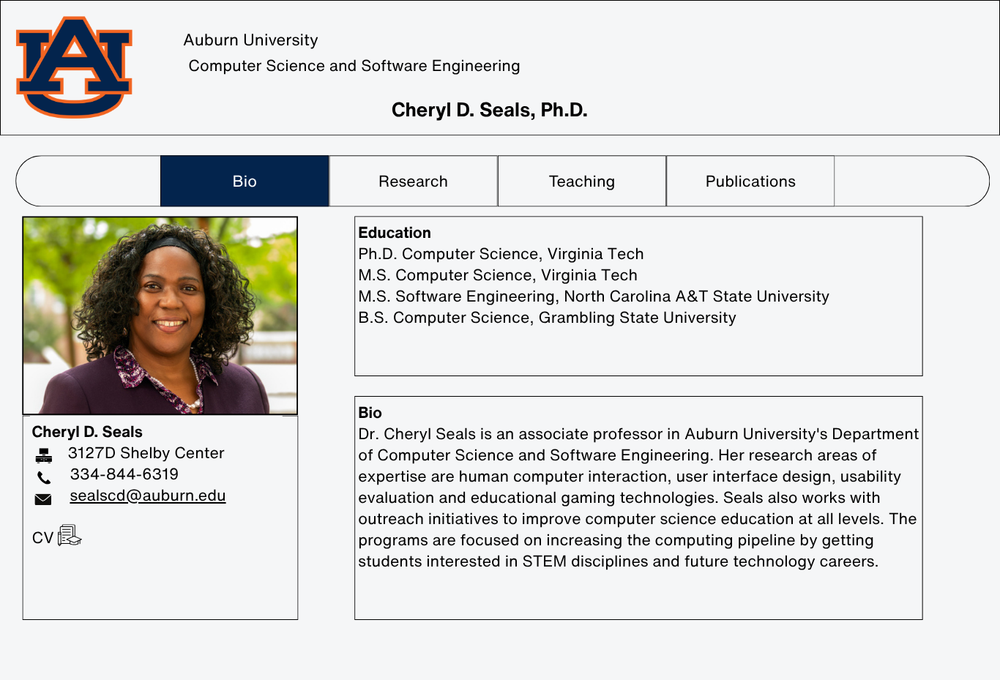 AU
Auburn University
Computer Science and Software Engineering
Cheryl D. Seals, Ph.D.
Bio
Research
Teaching
Publications
Cheryl D. Seals
3127D Shelby Center
334-844-6319
sealscd@auburn.edu
CV
Education
Ph.D. Computer Science, Virginia Tech
M.S. Computer Science, Virginia Tech
M.S. Software Engineering, North Carolina A&T State University
B.S. Computer Science, Grambling State University
Bio
Dr. Cheryl Seals is an associate professor in Auburn University's Department
of Computer Science and Software Engineering. Her research areas of
expertise are human computer interaction, user interface design, usability
evaluation and educational gaming technologies. Seals also works with
outreach initiatives to improve computer science education at all levels. The
programs are focused on increasing the computing pipeline by getting
students interested in STEM disciplines and future technology careers.